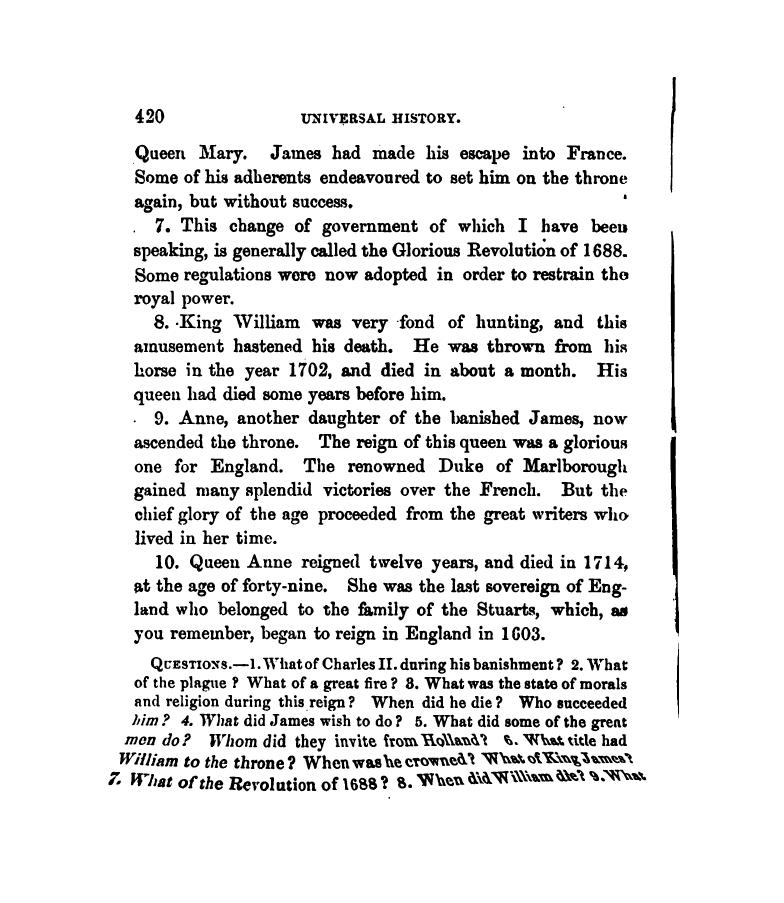 420 UNIVERSAL HISTORY.
Queen Mary. James had made his escape into France.
Some of his adherents endeavoured to set him on the throne
again, but without success.
7. This change of government of which I have been
speaking, is generally called the Glorious Revolution of 1688.
Some regulations were now adopted in order to restrain the
royal power.
8. King William was very fond of hunting, and this
amusement hastened his death. He was thrown from his
horse in the year 1702, and died in about a month. His
queen had died some years before him.
9. Anne, another daughter of the banished James, now
ascended the throne. The reign of this queen was a glorious
one for England. The renowned Duke of Marlborough
gained many splendid victories over the French. But the
chief glory of the age proceeded from the great writers who
lived in her time.
10. Queen Anne reigned twelve years, and died in 1714,
at the age of forty-nine. She was the last sovereign of Eng-
land who belonged to the family of the Stuarts, which, as
you remember, began to reign in England in 1603.
QUESTIONS.—1. What of Charles II. during his banishment? 2. What
of the plague? What of a great fire? 3. What was the state of morals
and religion during this reign? When did he die? Who succeeded
him? 4. What did James wish to do? 5. What did some of the great
men do? Whom did they invite from Holland? 6. What title had
William to the throne? When was he crowned? What of King James?
7. What of the Revolution of 1688? 8. When did William die? 9. What